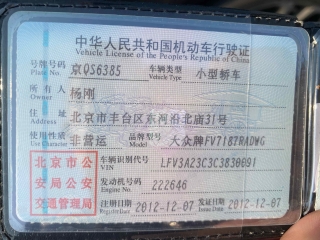 中华人民共和国机动车行驶证
Vehicle License of the People's Republic of China
号牌号码 京QS6385 车辆类型 小型轿车
Plate No. Vehicle Type
所有人 杨刚
Owner
住址 北京市丰台区东河沿北庙31号
Address
使用性质 非营运 品牌型号 大众牌FV7187RADWG
Use Character Model
北京市公 车辆识别代号 LFV3A23C3C3830691
VIN
安局公安 发动机号码 222646
交通管理局 Engine No.
注册日期 2012-12-07 发证日期 2012-12-07
Register Date Issue Date